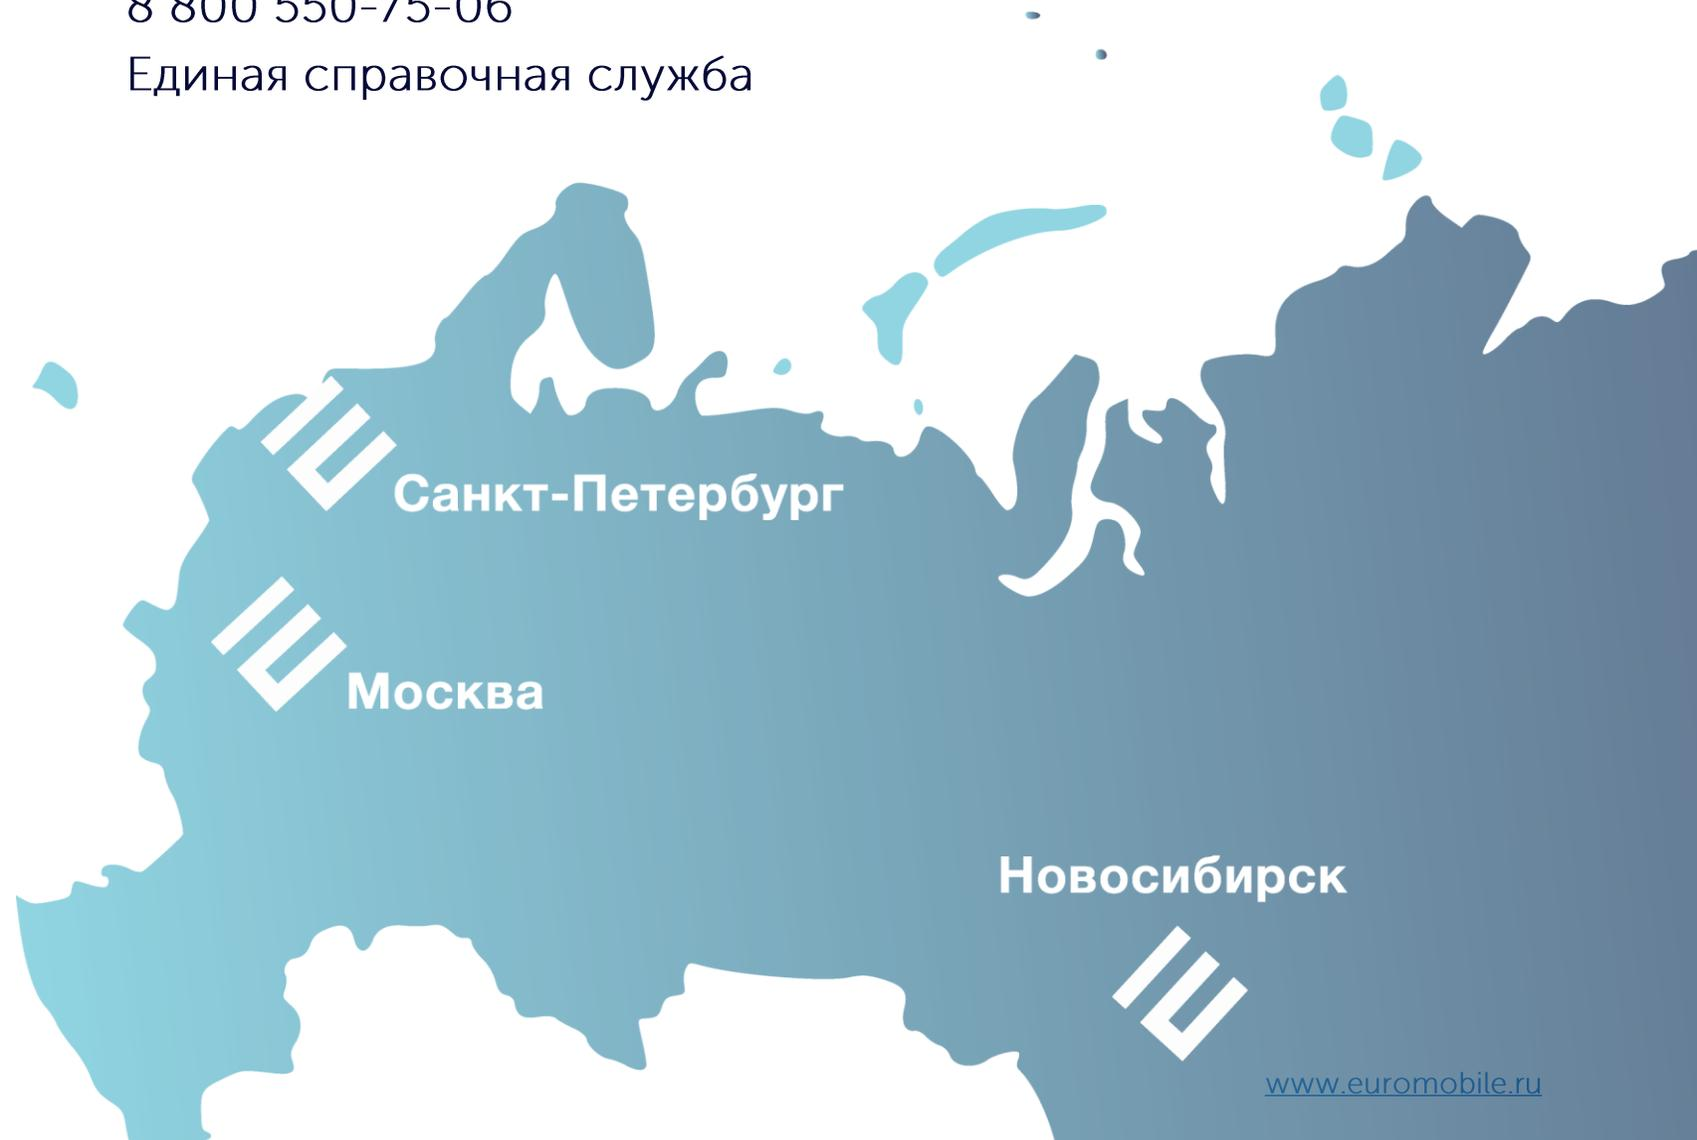 8 800 550-75-06
Единая справочная служба
Санкт-Петербург
Москва
Новосибирск
www.euromobile.ru